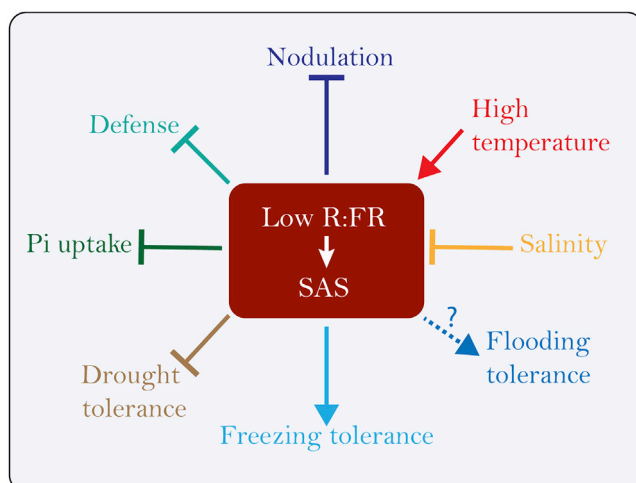 Nodulation
Defense
High
temperature
Low R:FR
Pi uptake
Salinity
SAS
?
Flooding
tolerance
Drought
tolerance
Freezing tolerance